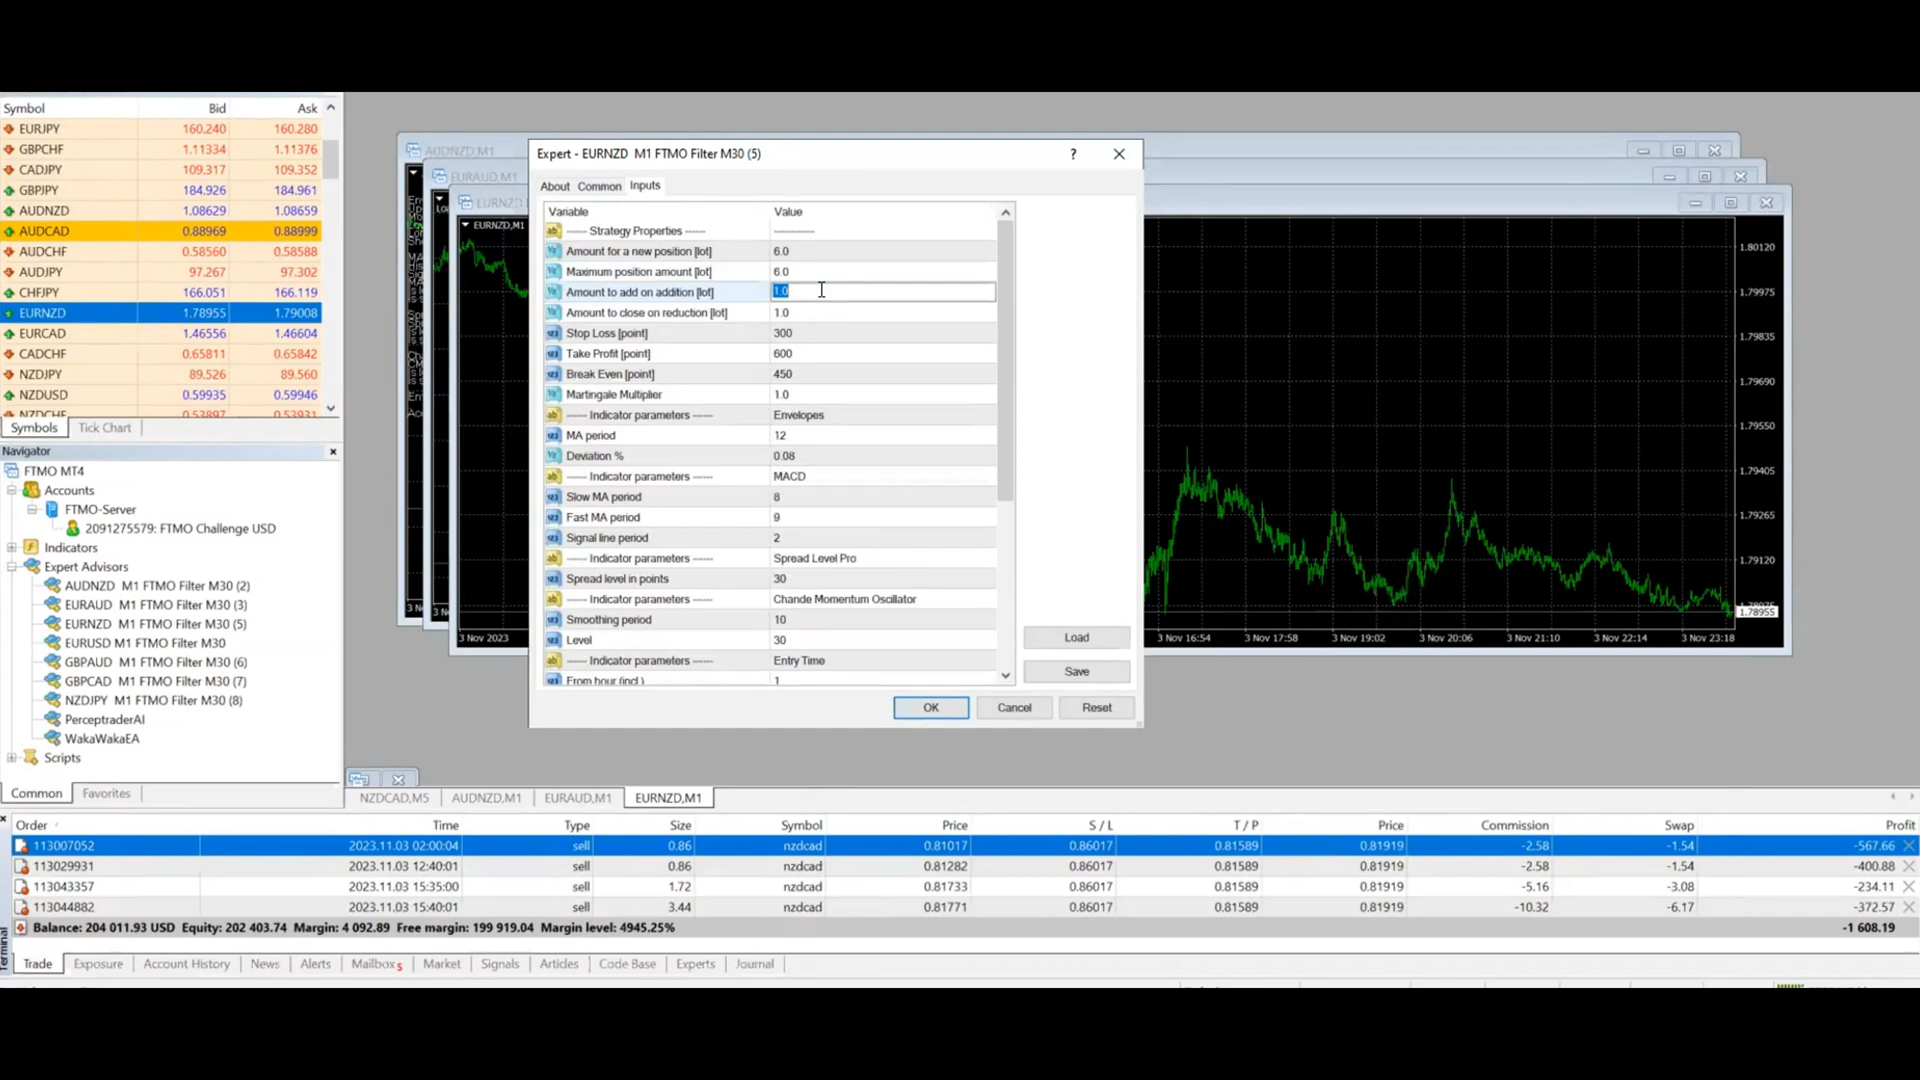 Symbol Bid Ask
EURJPY 160.240 160.280
GBPCHF 1.11334 1.11376
CADJPY 109.317 109.352
GBPJPY 184.926 184.961
AUDNZD 1.08629 1.08659
AUDCAD 0.88969 0.88999
AUDCHF 0.58560 0.58588
AUDJPY 97.267 97.302
CHFJPY 166.051 166.119
EURNZD 1.78955 1.79008
EURCAD 1.46556 1.46604
CADCHF 0.65811 0.65842
NZDJPY 89.526 89.560
NZDUSD 0.59935 0.59946
NZDCHF 0.53897 0.53931
Symbols Tick Chart
Navigator
FTMO MT4
Accounts
FTMO-Server
2091275579: FTMO Challenge USD
Indicators
Expert Advisors
AUDNZD M1 FTMO Filter M30 (2)
EURAUD M1 FTMO Filter M30 (3)
EURNZD M1 FTMO Filter M30 (5)
EURUSD M1 FTMO Filter M30
GBPAUD M1 FTMO Filter M30 (6)
GBPCAD M1 FTMO Filter M30 (7)
NZDJPY M1 FTMO Filter M30 (8)
PerceptraderAI
WakaWakaEA
Scripts
Common Favorites
AUDNZD,M1
EURAUD,M1
EURNZD
EURNZD,M1
3 Nov 2023
Expert - EURNZD M1 FTMO Filter M30 (5)
?
About Common Inputs
Variable Value
------ Strategy Properties ------ ------------
Amount for a new position [lot] 6.0
Maximum position amount [lot] 6.0
Amount to add on addition [lot] 1.0
Amount to close on reduction [lot] 1.0
Stop Loss [point] 300
Take Profit [point] 600
Break Even [point] 450
Martingale Multiplier 1.0
------ Indicator parameters ------ Envelopes
MA period 12
Deviation % 0.08
------ Indicator parameters ------ MACD
Slow MA period 8
Fast MA period 9
Signal line period 2
------ Indicator parameters ------ Spread Level Pro
Spread level in points 30
------ Indicator parameters ------ Chande Momentum Oscillator
Smoothing period 10
Level 30
------ Indicator parameters ------ Entry Time
From hour (incl.) 1
Load
Save
OK Cancel Reset
1.80120
1.79975
1.79835
1.79690
1.79550
1.79405
1.79265
1.79120
1.78975
1.78955
3 Nov 16:54 3 Nov 17:58 3 Nov 19:02 3 Nov 20:06 3 Nov 21:10 3 Nov 22:14 3 Nov 23:18
NZDCAD,M5 AUDNZD,M1 EURAUD,M1 EURNZD,M1
Order Time Type Size Symbol Price S / L T / P Price Commission Swap Profit
113007052 2023.11.03 02:00:04 sell 0.86 nzdcad 0.81017 0.86017 0.81589 0.81919 -2.58 -1.54 -567.66
113029931 2023.11.03 12:40:01 sell 0.86 nzdcad 0.81282 0.86017 0.81589 0.81919 -2.58 -1.54 -400.88
113043357 2023.11.03 15:35:00 sell 1.72 nzdcad 0.81733 0.86017 0.81589 0.81919 -5.16 -3.08 -234.11
113044882 2023.11.03 15:40:01 sell 3.44 nzdcad 0.81771 0.86017 0.81589 0.81919 -10.32 -6.17 -372.57
Balance: 204 011.93 USD Equity: 202 403.74 Margin: 4 092.89 Free margin: 199 919.04 Margin level: 4945.25% -1 608.19
Terminal
Trade Exposure Account History News Alerts Mailbox 5 Market Signals Articles Code Base Experts Journal